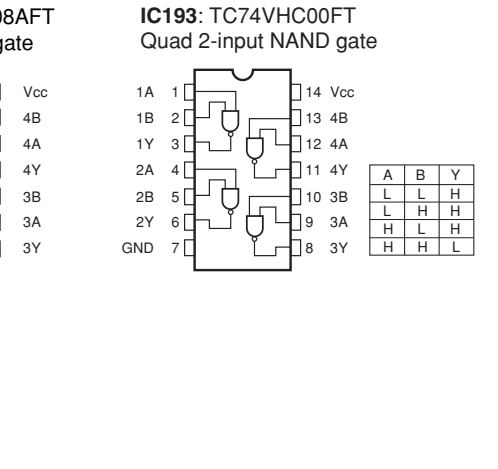 08AFT
gate
Vcc
4B
4A
4Y
3B
3A
3Y
IC193: TC74VHC00FT
Quad 2-input NAND gate
1A 1 14 Vcc
1B 2 13 4B
1Y 3 12 4A
2A 4 11 4Y
2B 5 10 3B
2Y 6 9 3A
GND 7 8 3Y
A B Y
L L H
L H H
H L H
H H L